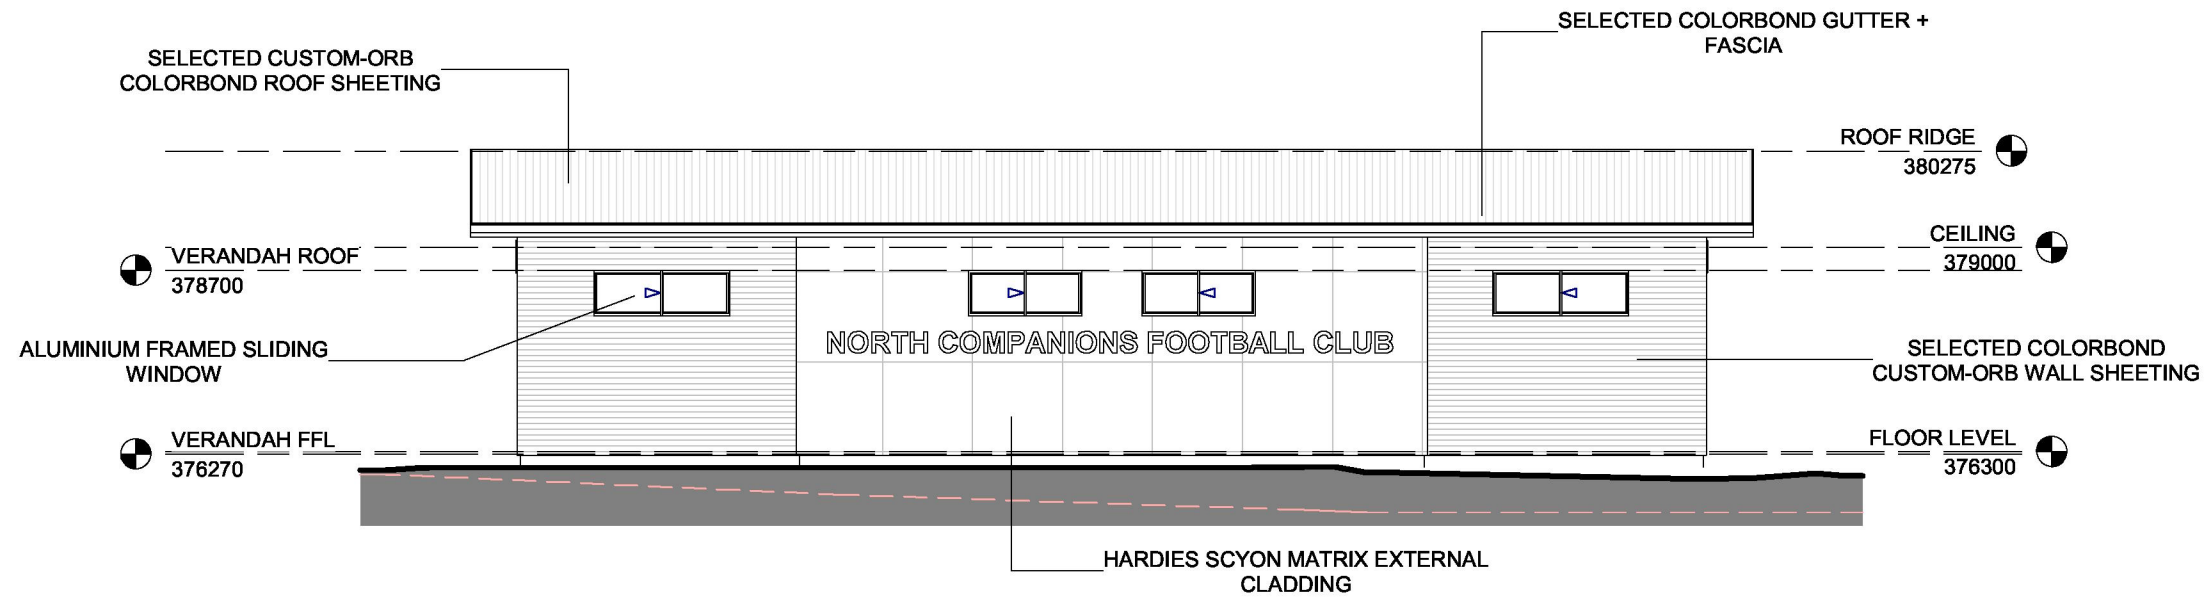 SELECTED COLORBOND GUTTER +
FASCIA
SELECTED CUSTOM-ORB
COLORBOND ROOF SHEETING
ROOF RIDGE
380275
CEILING
379000
VERANDAH ROOF
378700
NORTH COMPANIONS FOOTBALL CLUB
ALUMINIUM FRAMED SLIDING
WINDOW
SELECTED COLORBOND
CUSTOM-ORB WALL SHEETING
VERANDAH FFL
376270
FLOOR LEVEL
376300
HARDIES SCYON MATRIX EXTERNAL
CLADDING